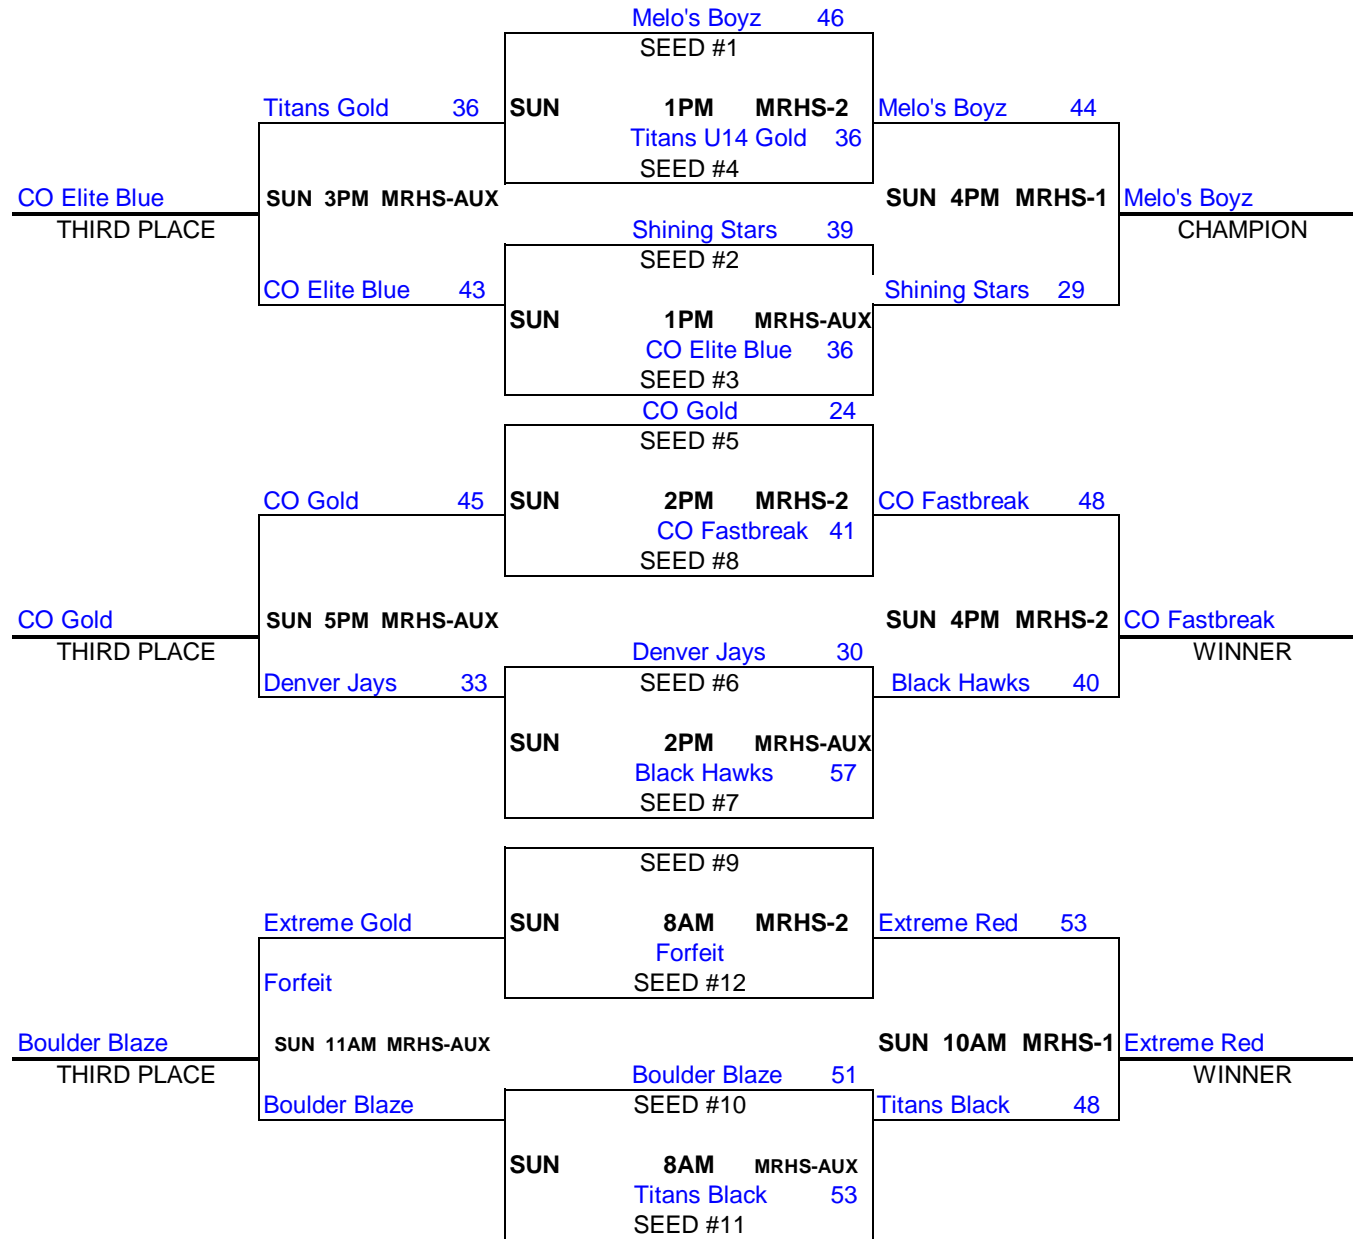 Melo's Boyz 46
SEED #1
Titans Gold 36 SUN 1PM MRHS-2 Melo's Boyz 44
Titans U14 Gold 36
SEED #4
CO Elite Blue SUN 3PM MRHS-AUX SUN 4PM MRHS-1 Melo's Boyz
THIRD PLACE Shining Stars 39 CHAMPION
SEED #2
CO Elite Blue 43 Shining Stars 29
SUN 1PM MRHS-AUX
CO Elite Blue 36
SEED #3
CO Gold 24
SEED #5
CO Gold 45 SUN 2PM MRHS-2 CO Fastbreak 48
CO Fastbreak 41
SEED #8
CO Gold SUN 5PM MRHS-AUX SUN 4PM MRHS-2 CO Fastbreak
THIRD PLACE Denver Jays 30 WINNER
Denver Jays 33 SEED #6 Black Hawks 40
SUN 2PM MRHS-AUX
Black Hawks 57
SEED #7
SEED #9
Extreme Gold SUN 8AM MRHS-2 Extreme Red 53
Forfeit
Forfeit SEED #12
Boulder Blaze SUN 11AM MRHS-AUX SUN 10AM MRHS-1 Extreme Red
THIRD PLACE Boulder Blaze 51 WINNER
Boulder Blaze SEED #10 Titans Black 48
SUN 8AM MRHS-AUX
Titans Black 53
SEED #11